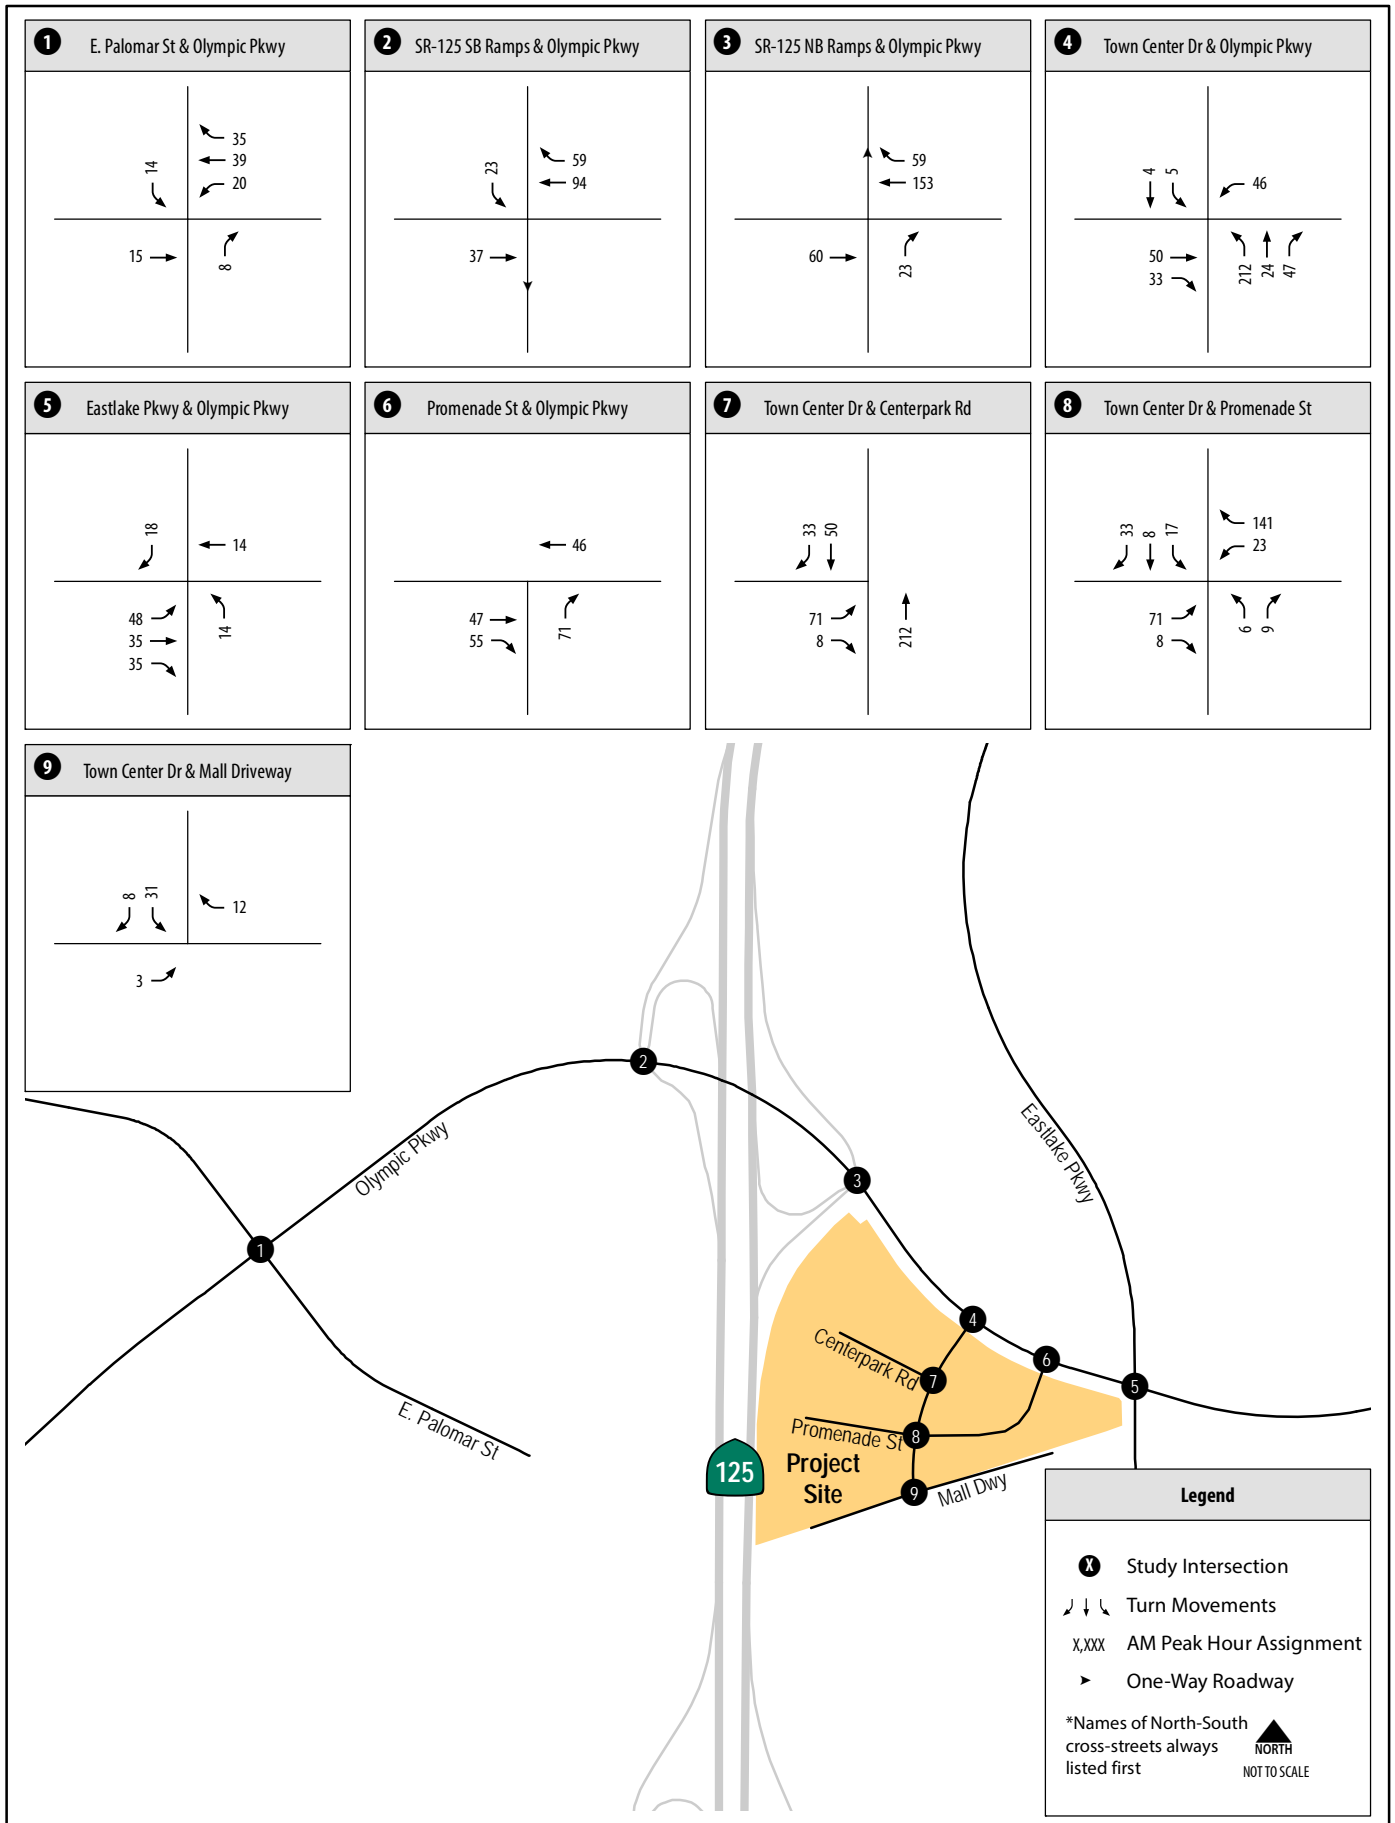 1 E. Palomar St & Olympic Pkwy
14
35
39
20
15
8
2 SR-125 SB Ramps & Olympic Pkwy
23
59
94
37
3 SR-125 NB Ramps & Olympic Pkwy
59
153
60
23
4 Town Center Dr & Olympic Pkwy
4 5
46
50
33
212 24 47
5 Eastlake Pkwy & Olympic Pkwy
18
14
48
35
35
14
6 Promenade St & Olympic Pkwy
46
47
55
71
7 Town Center Dr & Centerpark Rd
33 50
71
8
212
8 Town Center Dr & Promenade St
33 8 17
141
23
71
8
6 9
9 Town Center Dr & Mall Driveway
8 31
12
3
2
Olympic Pkwy
Eastlake Pkwy
3
1
4
Centerpark Rd
6
7
5
E. Palomar St
Promenade St
8
125
Project
Site
9
Mall Dwy
Legend
X Study Intersection
Turn Movements
X,XXX AM Peak Hour Assignment
One-Way Roadway
*Names of North-South
cross-streets always
listed first
NORTH
NOT TO SCALE